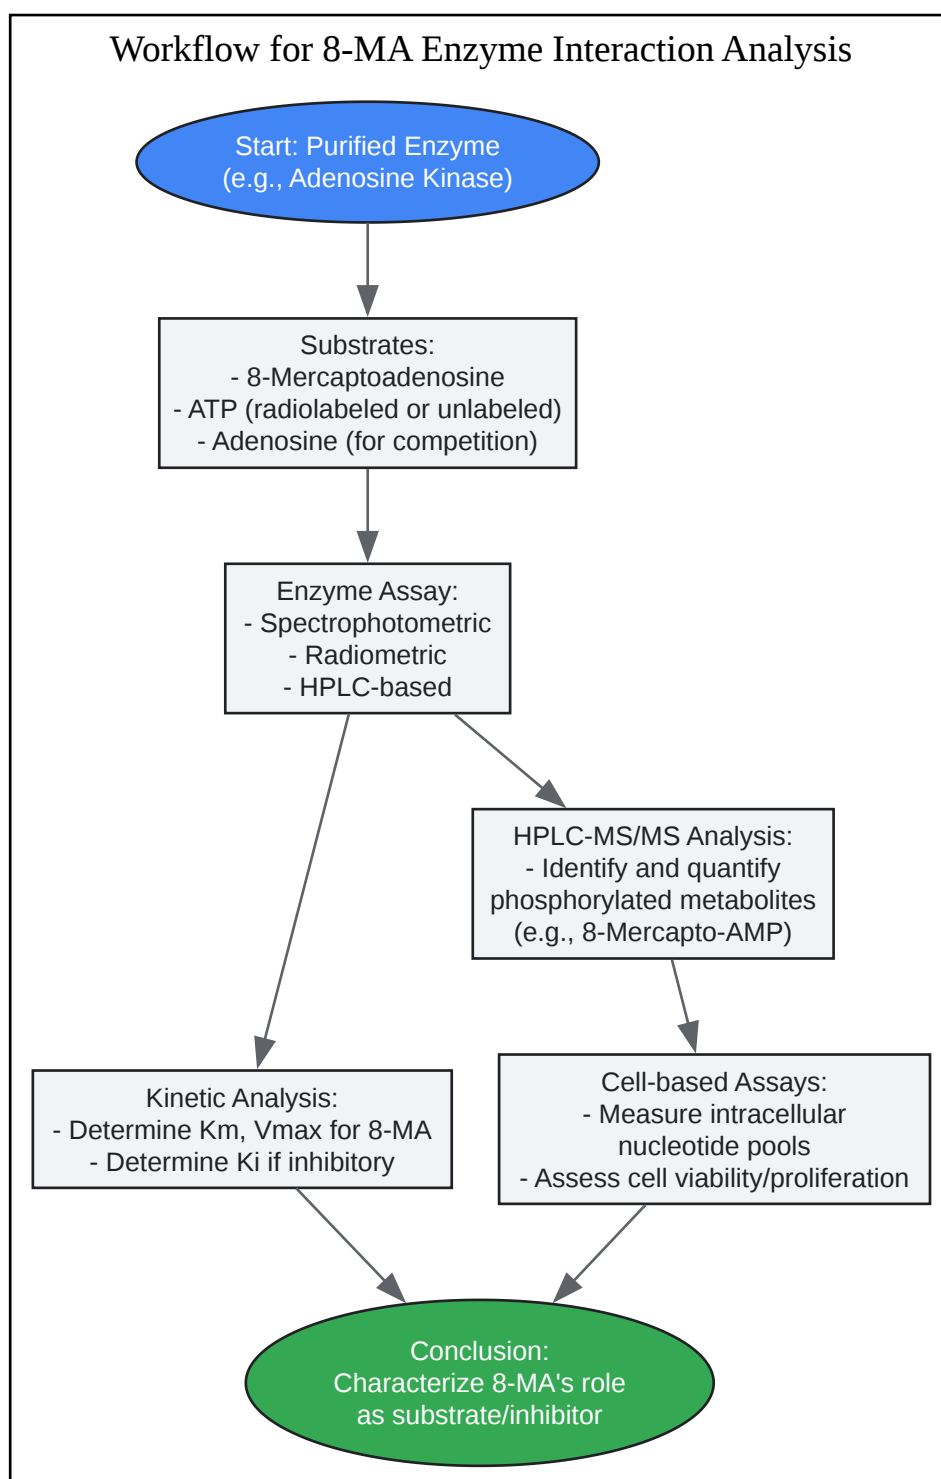 Workflow for 8-MA Enzyme Interaction Analysis
Start: Purified Enzyme
(e.g., Adenosine Kinase)
Substrates:
- 8-Mercaptoadenosine
- ATP (radiolabeled or unlabeled)
- Adenosine (for competition)
Enzyme Assay:
- Spectrophotometric
- Radiometric
- HPLC-based
HPLC-MS/MS Analysis:
- Identify and quantify
phosphorylated metabolites
(e.g., 8-Mercapto-AMP)
Kinetic Analysis:
- Determine Km, Vmax for 8-MA
- Determine Ki if inhibitory
Cell-based Assays:
- Measure intracellular
nucleotide pools
- Assess cell viability/proliferation
Conclusion:
Characterize 8-MA's role
as substrate/inhibitor